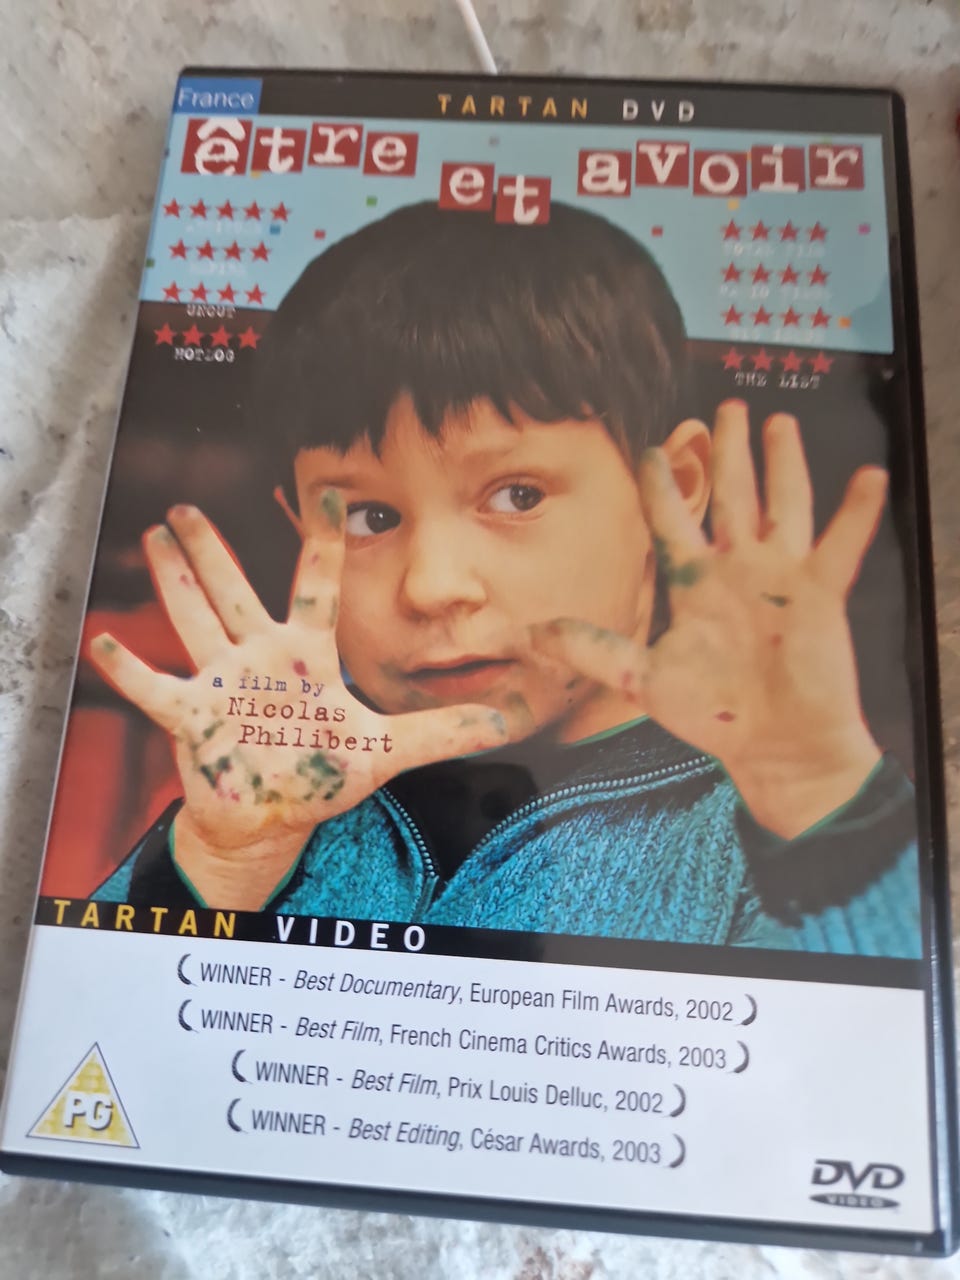 France
TARTAN DVD
être et avoir
UNCUT
HOTDOG
THE LIST
a film by
Nicolas
Philibert
TARTAN VIDEO
WINNER - Best Documentary, European Film Awards, 2002
WINNER - Best Film, French Cinema Critics Awards, 2003
WINNER - Best Film, Prix Louis Delluc, 2002
WINNER - Best Editing, César Awards, 2003
PG
DVD
VIDEO